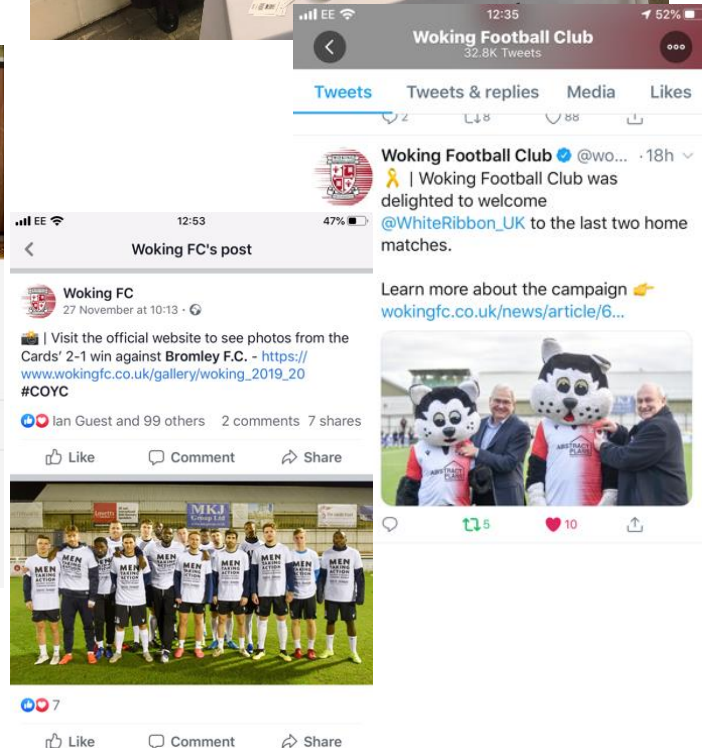 EE 12:35 52%
Woking Football Club
32.8K Tweets
Tweets Tweets & replies Media Likes
2 8 88
Woking Football Club @wo... · 18h
| Woking Football Club was
delighted to welcome
@WhiteRibbon_UK to the last two home
matches.
Learn more about the campaign
wokingfc.co.uk/news/article/6...
ABSTRACT ABSTRACT
5 10
EE 12:53 47%
Woking FC's post
Woking FC
27 November at 10:13 ·
| Visit the official website to see photos from the
Cards' 2-1 win against Bromley F.C. - https://
www.wokingfc.co.uk/gallery/woking_2019_20
#COYC
Ian Guest and 99 others 2 comments 7 shares
Like Comment Share
MKJ
Group Ltd
MEN
TAKING
ACTION
7
Like Comment Share